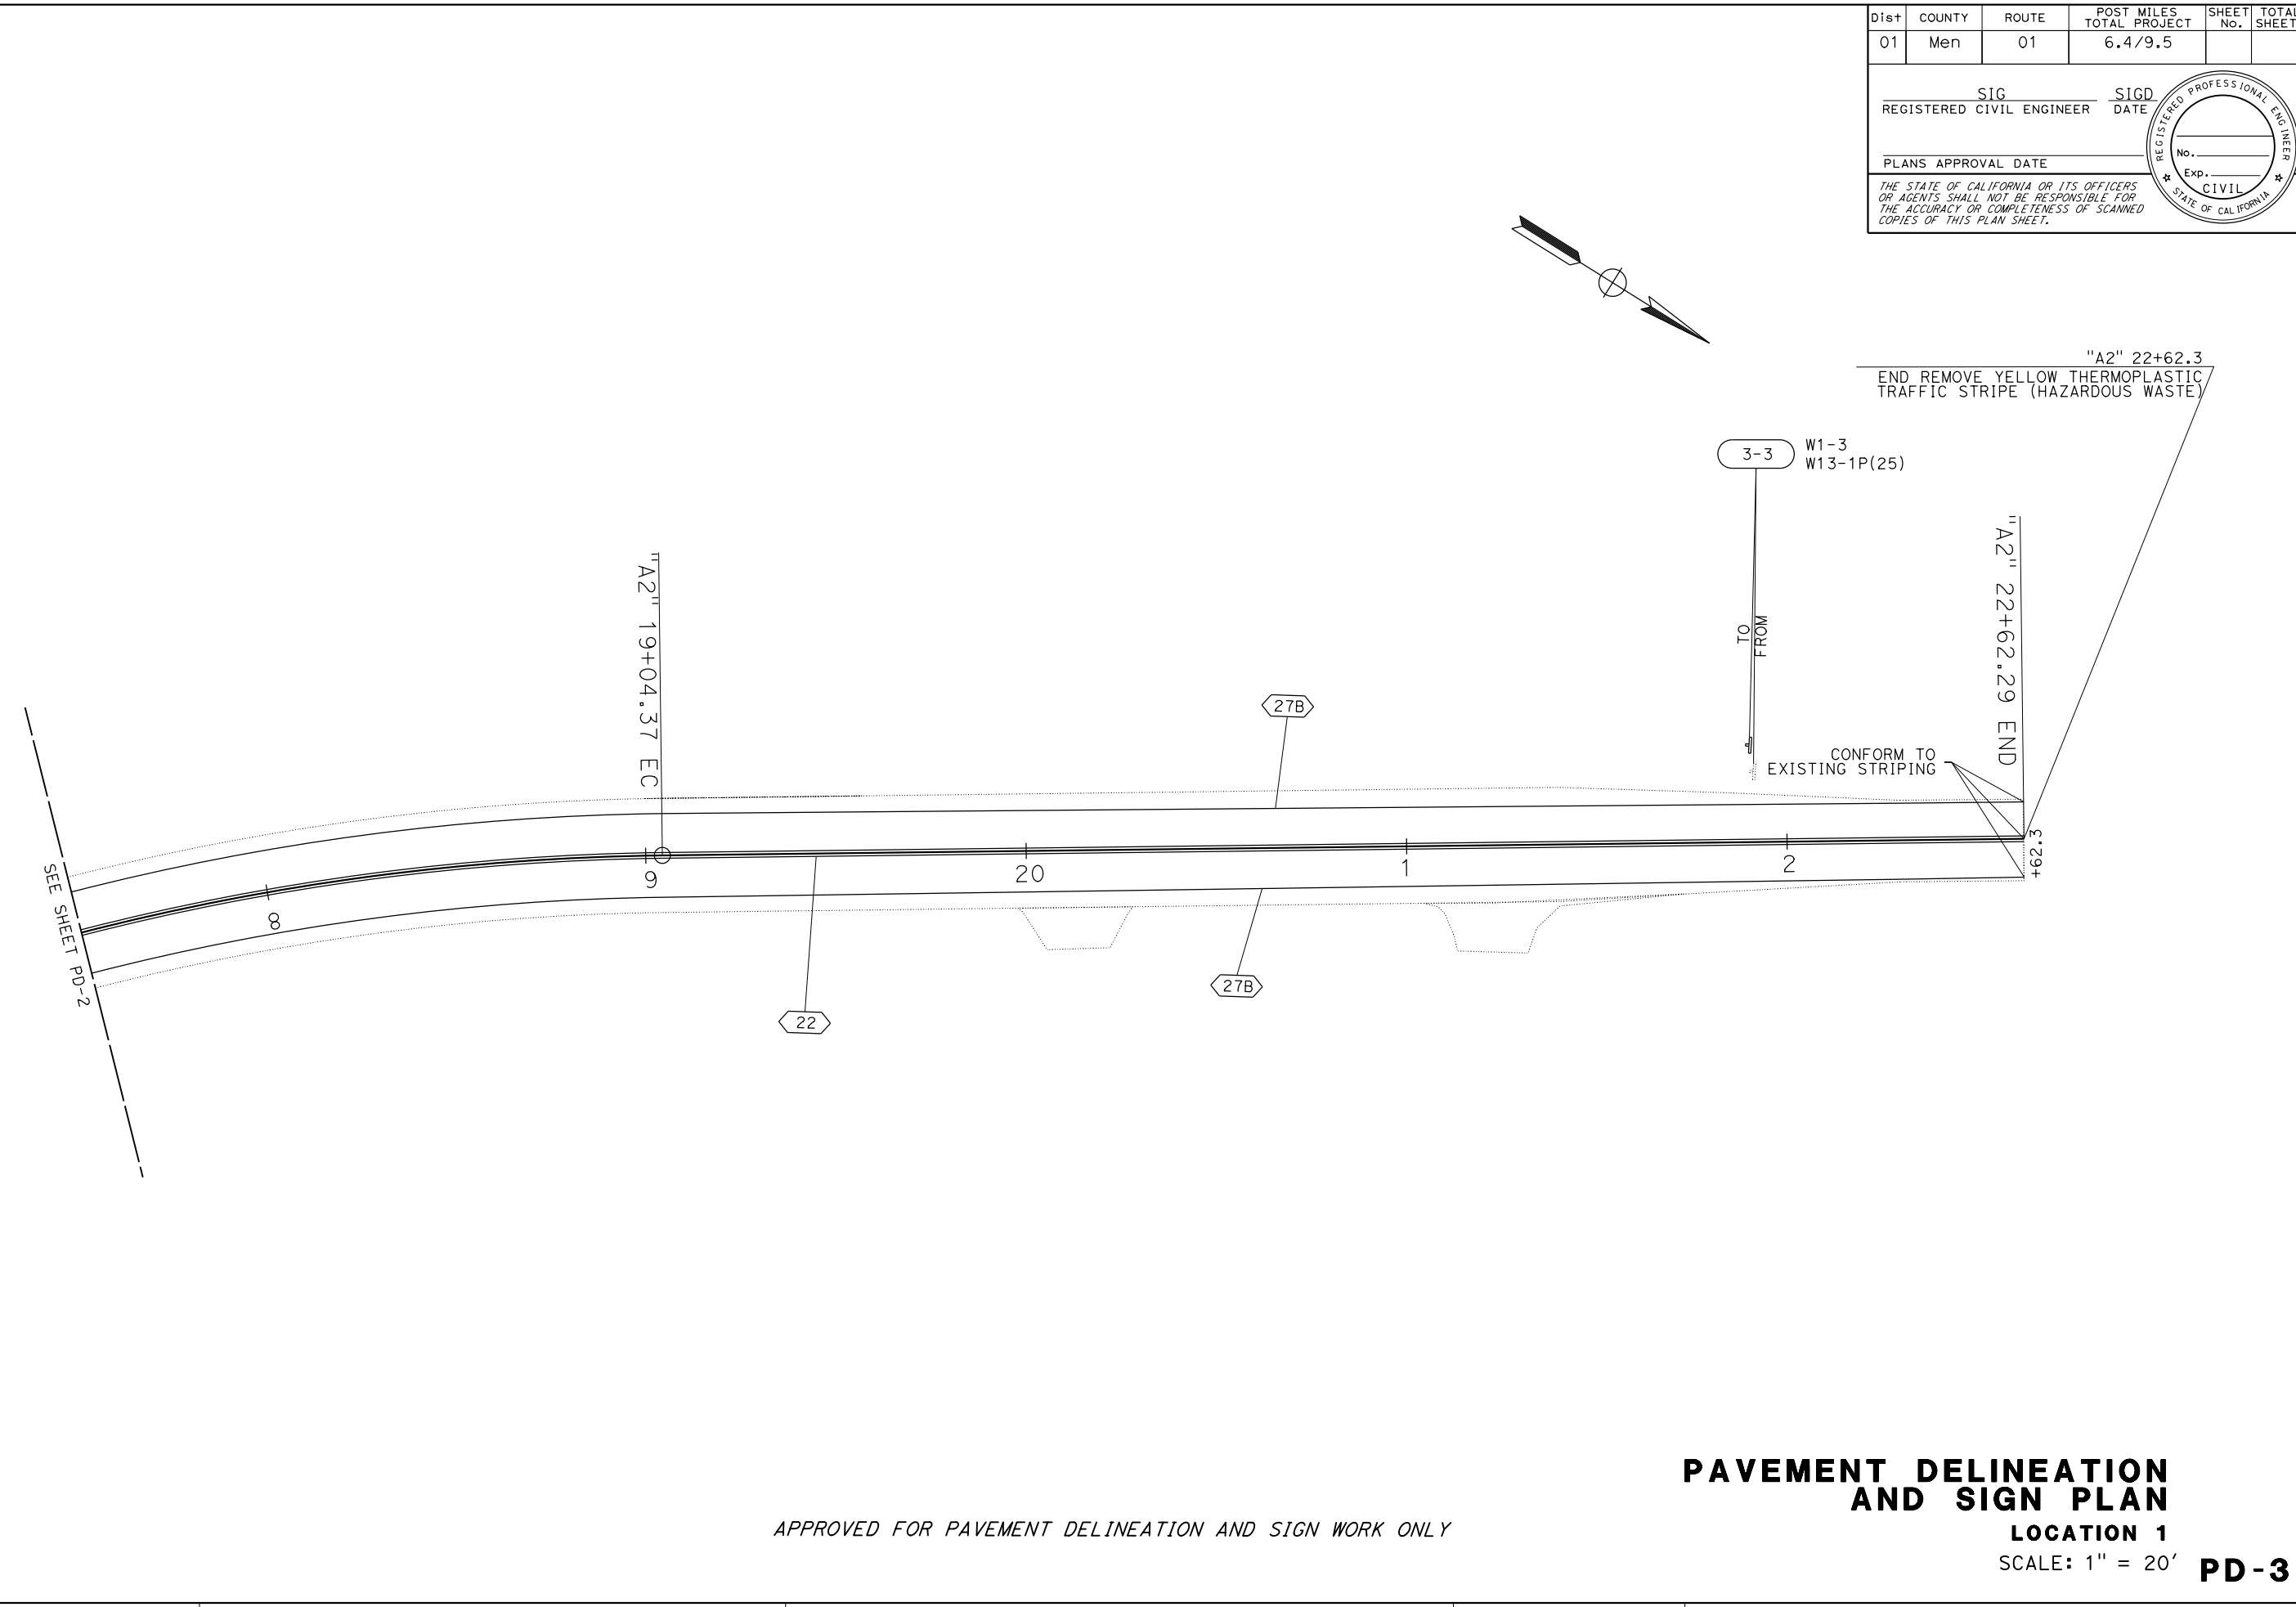 Dist COUNTY ROUTE POST MILES TOTAL PROJECT SHEET No. TOTAL SHEET
01 Men 01 6.4/9.5
SIG SIGD
REGISTERED CIVIL ENGINEER DATE
PLANS APPROVAL DATE
THE STATE OF CALIFORNIA OR ITS OFFICERS
OR AGENTS SHALL NOT BE RESPONSIBLE FOR
THE ACCURACY OR COMPLETENESS OF SCANNED
COPIES OF THIS PLAN SHEET.
REGISTERED PROFESSIONAL ENGINEER
No.
Exp.
CIVIL
STATE OF CALIFORNIA
"A2" 22+62.3
END REMOVE YELLOW THERMOPLASTIC
TRAFFIC STRIPE (HAZARDOUS WASTE)
3-3
W1-3
W13-1P(25)
TO
FROM
"A2" 19+04.37 EC
"A2" 22+62.29 END
27B
CONFORM TO
EXISTING STRIPING
+62.3
SEE SHEET PD-2
8
9
20
1
2
27B
22
PAVEMENT DELINEATION
AND SIGN PLAN
LOCATION 1
SCALE: 1" = 20'
PD-3
APPROVED FOR PAVEMENT DELINEATION AND SIGN WORK ONLY